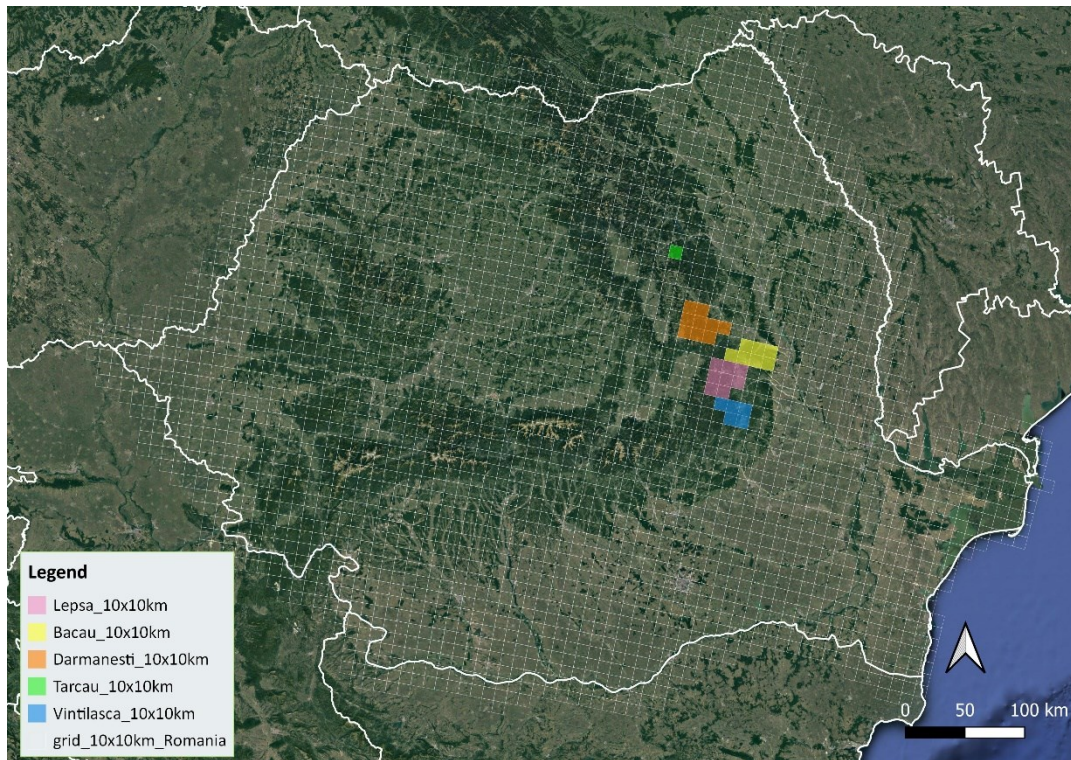 Legend
Lepsa_10x10km
Bacau_10x10km
Darmanesti_10x10km
Tarcau_10x10km
Vintilasca_10x10km
grid_10x10km_Romania
0 50 100 km